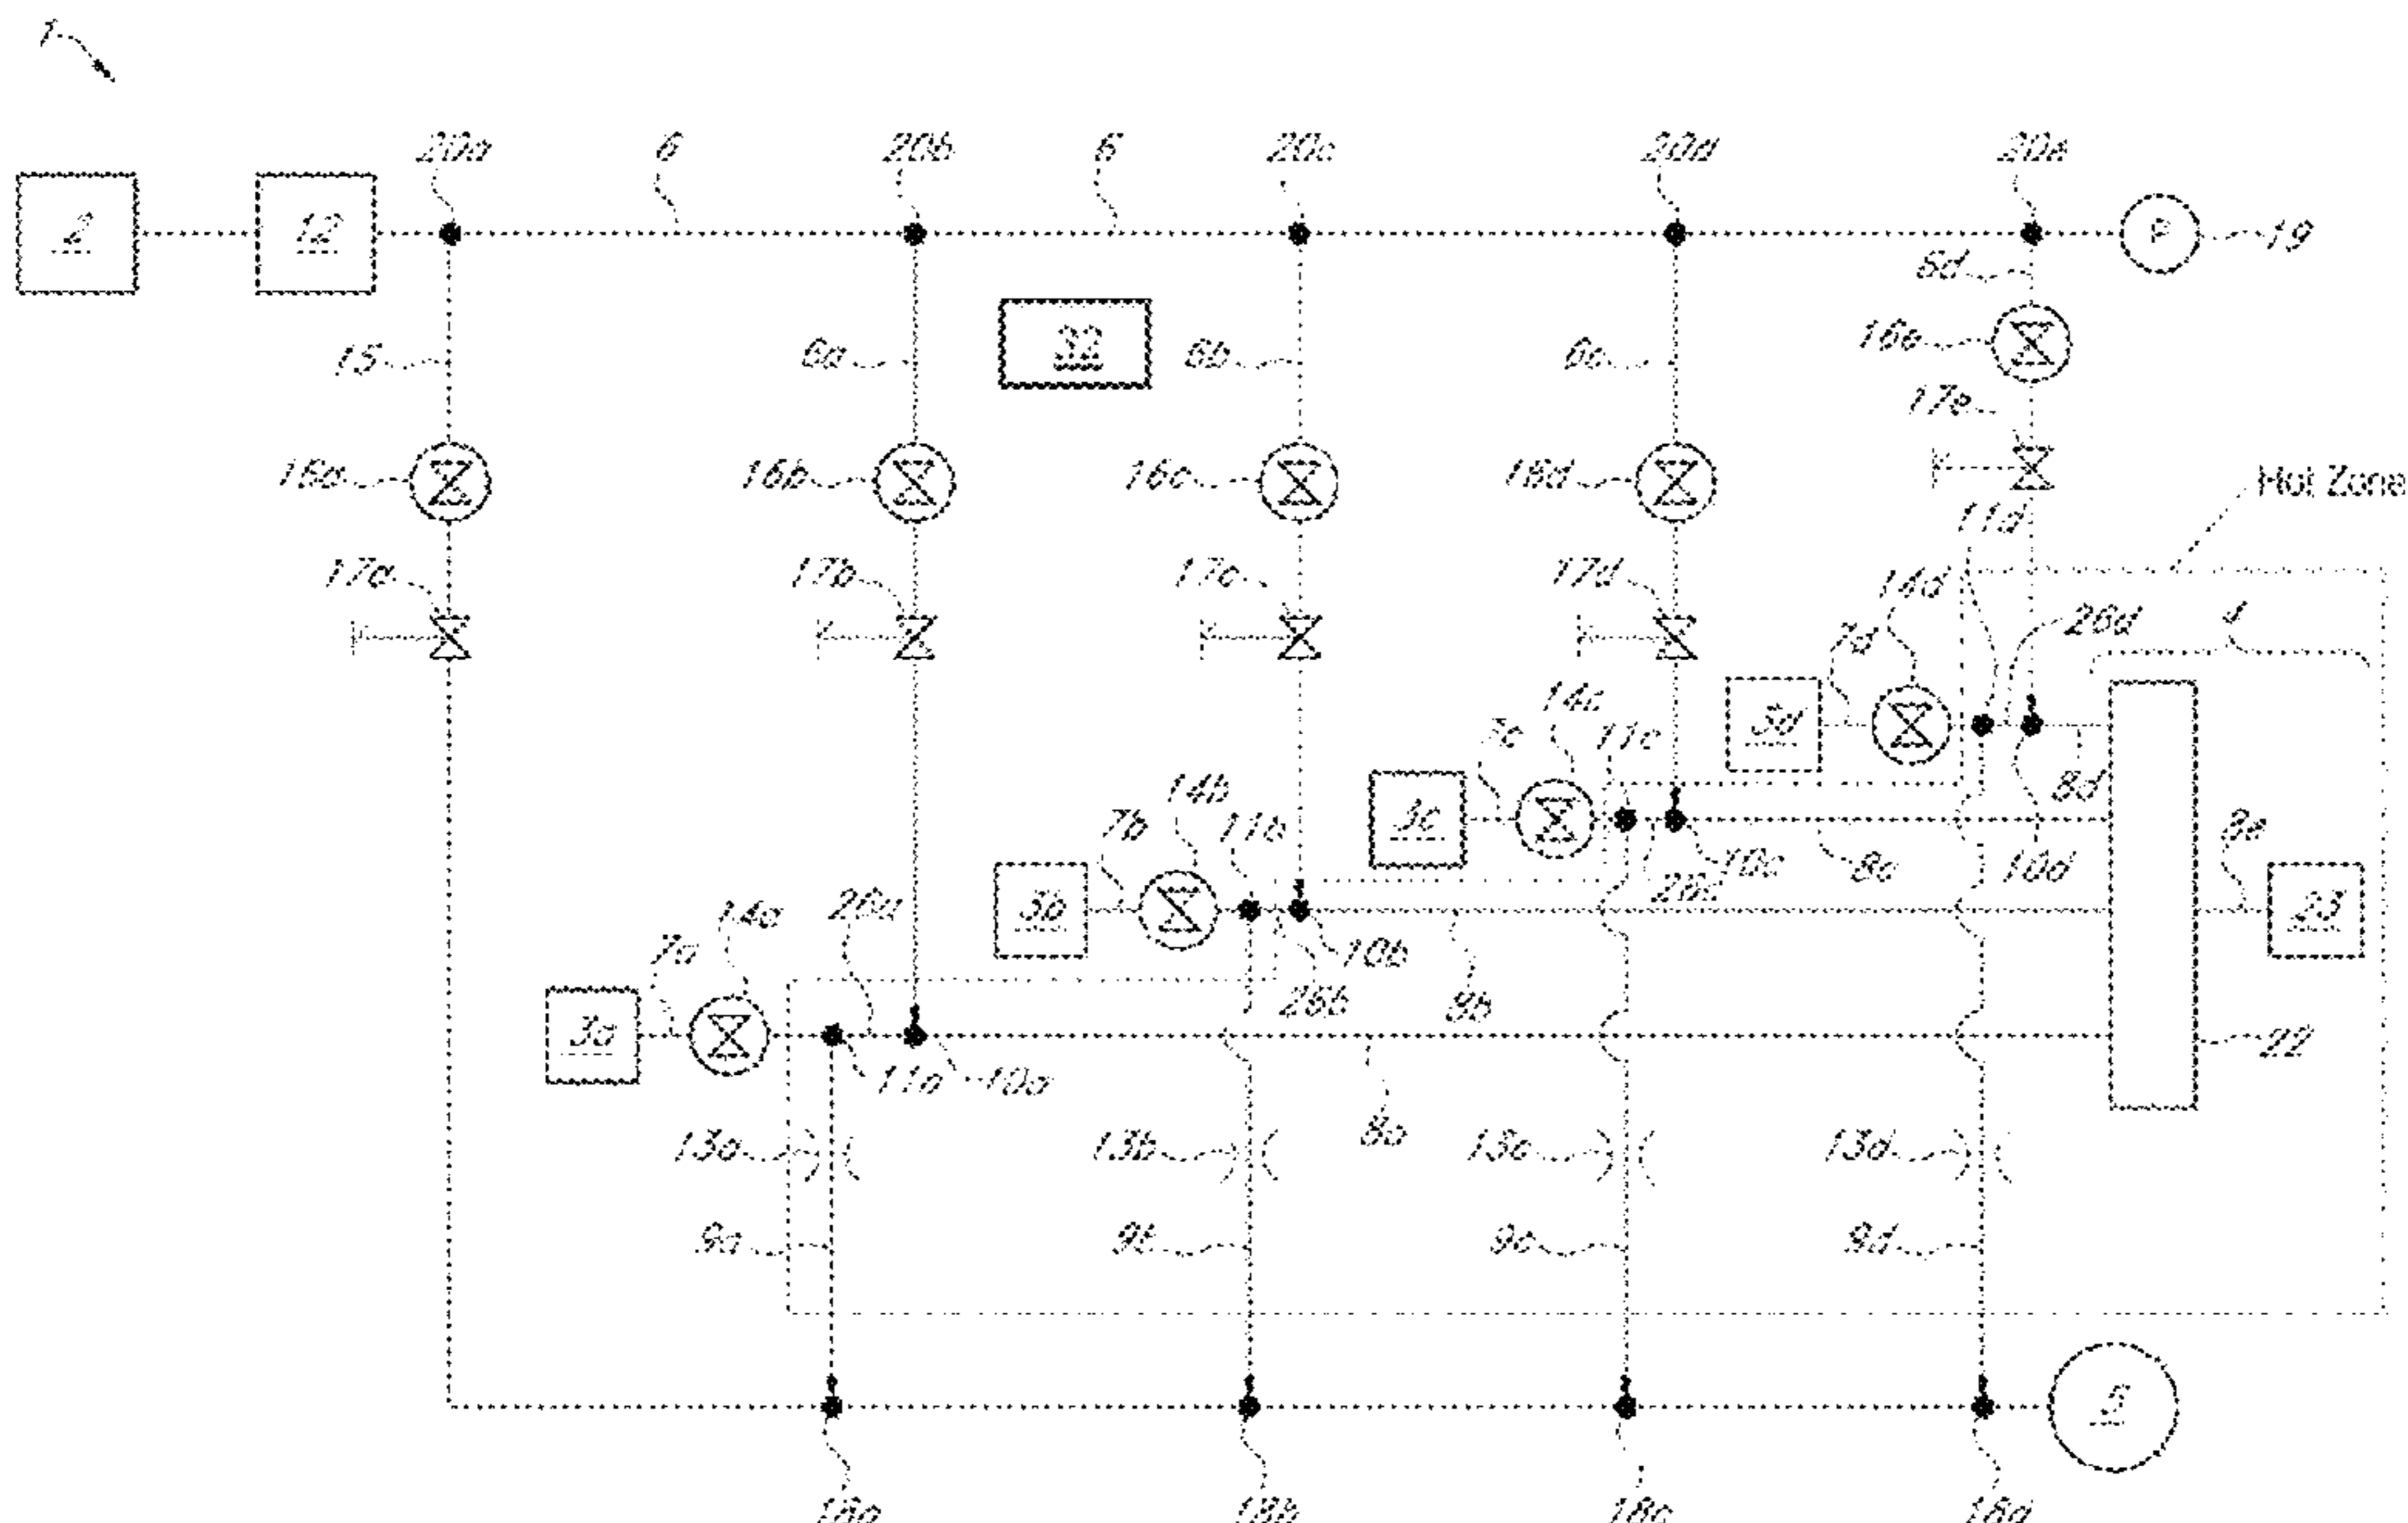 1
20a 6 20b 6 20c 20d 20e
2 12 P 19
6d
15 6a 32 6b 6c 16e
17e
16a 16b 16c 16d Hot Zone
11d
17a 17b 17c 17d 14d
7d 26d 4
14c 3d
7c 11c
14b 8d
7b 11b 3c 8e
26c 10c 8c 10d
14a 26a 3b 23
7a 10b
26b 8b
3a 22
11a 10a
13a 13b 8a 13c 13d
9a 9b 9c 9d
5
18a 18b 18c 18d